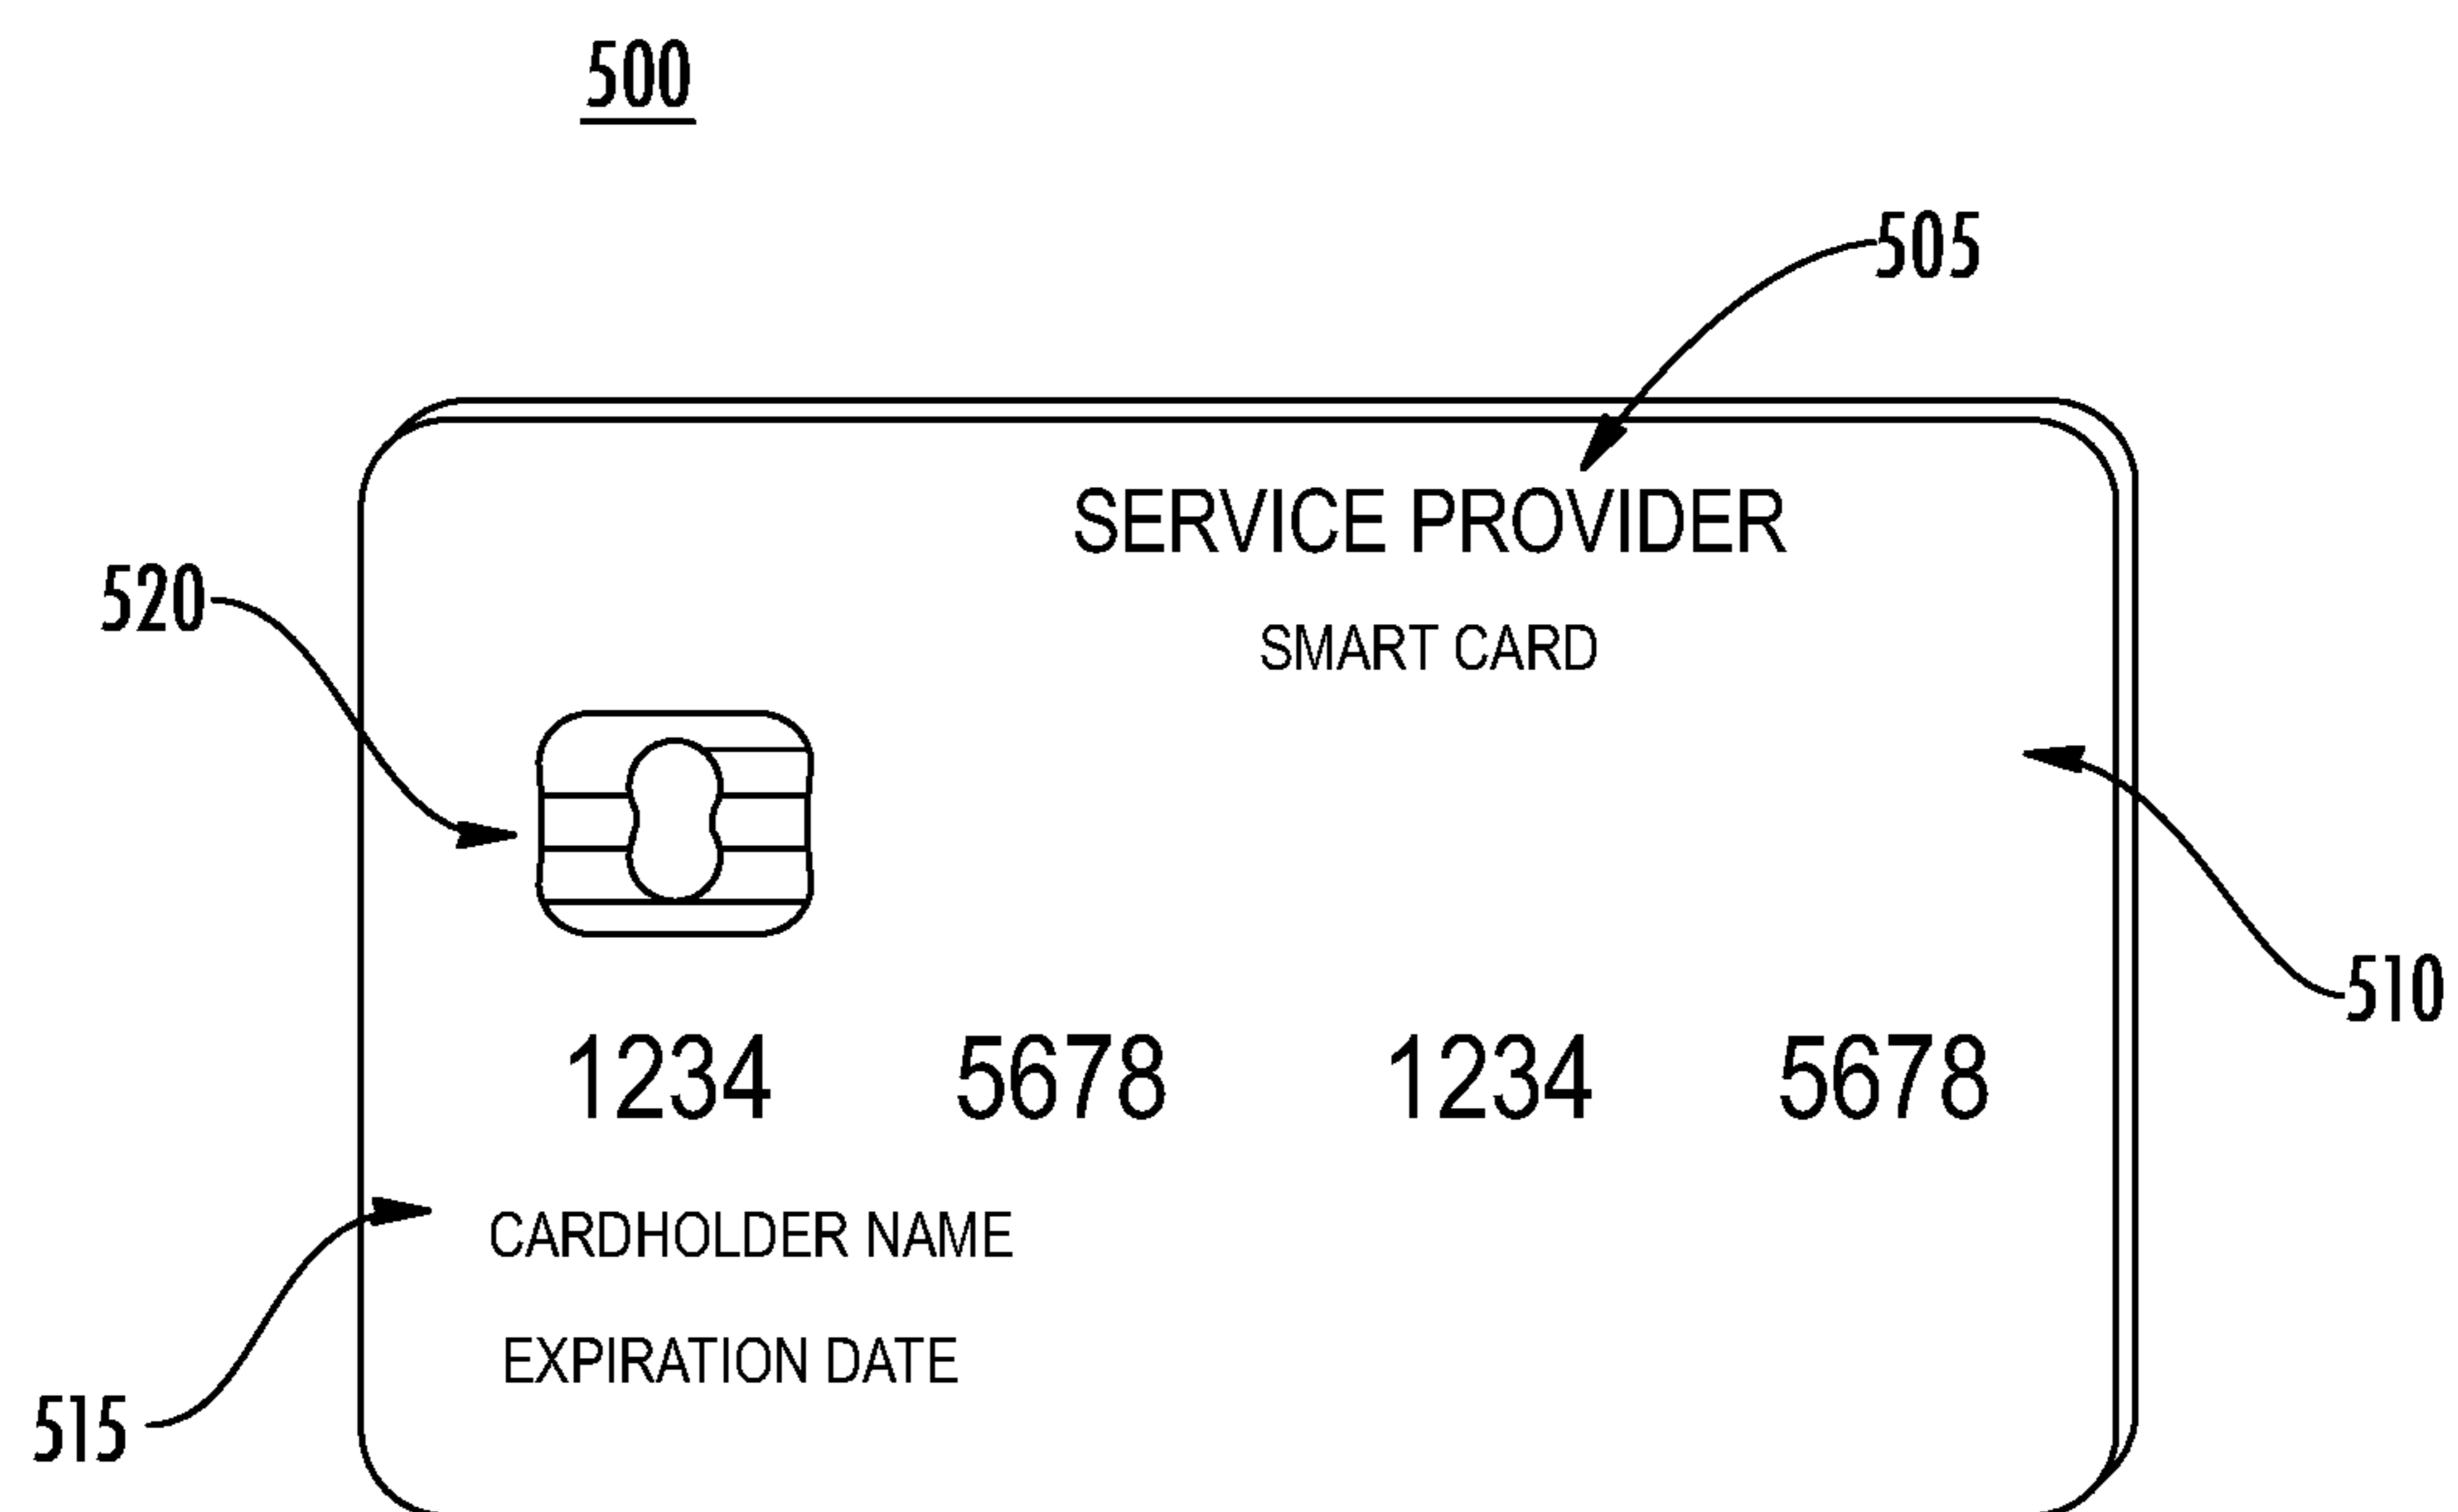 500
505
SERVICE PROVIDER
520
SMART CARD
510
1234 5678 1234 5678
CARDHOLDER NAME
EXPIRATION DATE
515